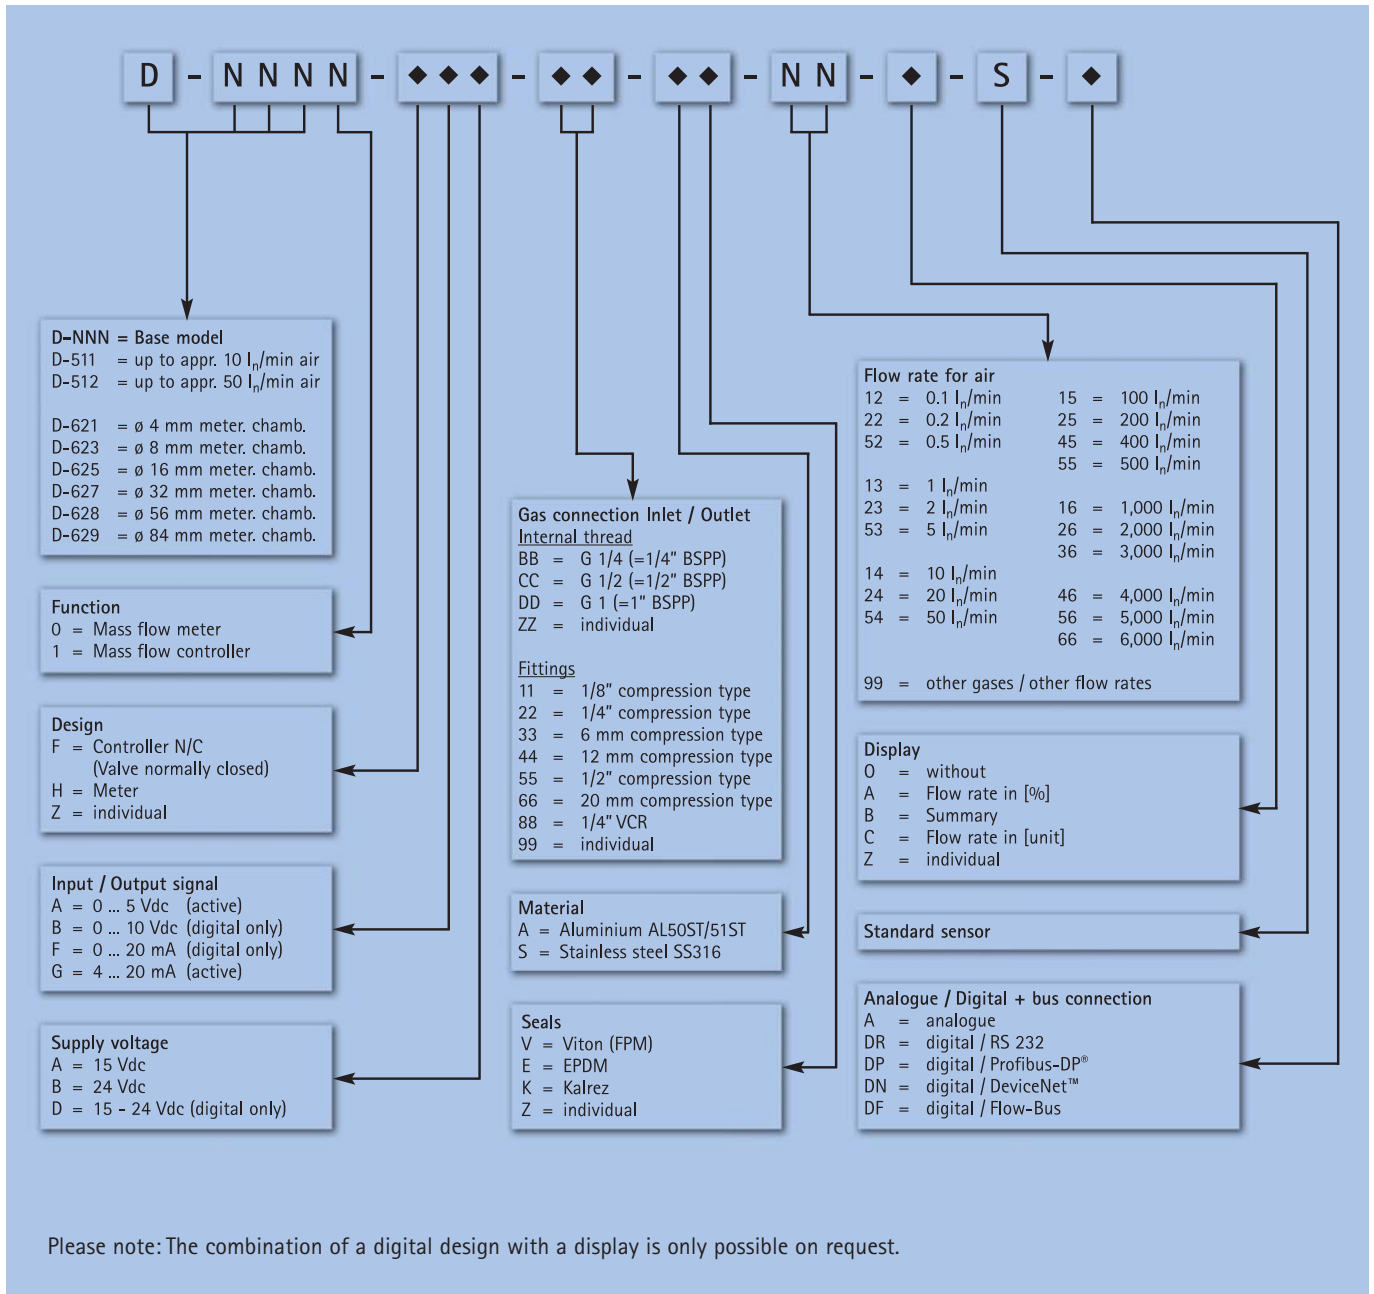 D - N N N N - ◆ ◆ ◆ - ◆ ◆ - ◆ ◆ - N N - ◆ - S - ◆
D-NNN = Base model
D-511 = up to appr. 10 ln/min air
D-512 = up to appr. 50 ln/min air
D-621 = ø 4 mm meter. chamb.
D-623 = ø 8 mm meter. chamb.
D-625 = ø 16 mm meter. chamb.
D-627 = ø 32 mm meter. chamb.
D-628 = ø 56 mm meter. chamb.
D-629 = ø 84 mm meter. chamb.
Function
0 = Mass flow meter
1 = Mass flow controller
Design
F = Controller N/C
(Valve normally closed)
H = Meter
Z = individual
Input / Output signal
A = 0 ... 5 Vdc (active)
B = 0 ... 10 Vdc (digital only)
F = 0 ... 20 mA (digital only)
G = 4 ... 20 mA (active)
Supply voltage
A = 15 Vdc
B = 24 Vdc
D = 15 - 24 Vdc (digital only)
Gas connection Inlet / Outlet
Internal thread
BB = G 1/4 (=1/4" BSPP)
CC = G 1/2 (=1/2" BSPP)
DD = G 1 (=1" BSPP)
ZZ = individual
Fittings
11 = 1/8" compression type
22 = 1/4" compression type
33 = 6 mm compression type
44 = 12 mm compression type
55 = 1/2" compression type
66 = 20 mm compression type
88 = 1/4" VCR
99 = individual
Material
A = Aluminium AL50ST/51ST
S = Stainless steel SS316
Seals
V = Viton (FPM)
E = EPDM
K = Kalrez
Z = individual
Flow rate for air
12 = 0.1 ln/min 15 = 100 ln/min
22 = 0.2 ln/min 25 = 200 ln/min
52 = 0.5 ln/min 45 = 400 ln/min
55 = 500 ln/min
13 = 1 ln/min
23 = 2 ln/min 16 = 1,000 ln/min
53 = 5 ln/min 26 = 2,000 ln/min
36 = 3,000 ln/min
14 = 10 ln/min
24 = 20 ln/min 46 = 4,000 ln/min
54 = 50 ln/min 56 = 5,000 ln/min
66 = 6,000 ln/min
99 = other gases / other flow rates
Display
0 = without
A = Flow rate in [%]
B = Summary
C = Flow rate in [unit]
Z = individual
Standard sensor
Analogue / Digital + bus connection
A = analogue
DR = digital / RS 232
DP = digital / Profibus-DP®
DN = digital / DeviceNet™
DF = digital / Flow-Bus
Please note: The combination of a digital design with a display is only possible on request.